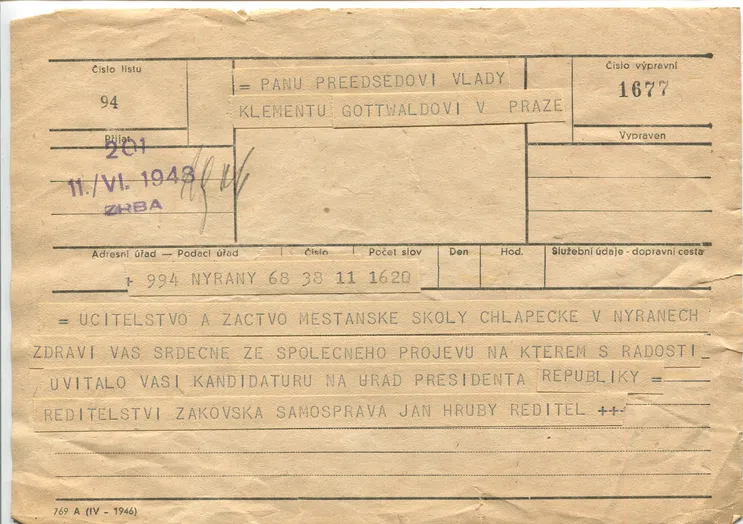 Číslo listu
94
= PANU PREEDSEDOVI VLADY
KLEMENTU GOTTWALDOVI V PRAZE
Číslo výpravní
1677
Přijat
201
11./VI. 1948
ZRBA
Vypraven
Adresní úřad — Podací úřad Číslo Počet slov Den Hod. Služební údaje - dopravní cesta
994 NYRANY 68 38 11 1620
= UCITELSTVO A ZACTVO MESTANSKE SKOLY CHLAPECKE V NYRANECH
ZDRAVI VAS SRDECNE ZE SPOLECNEHO PROJEVU NA KTEREM S RADOSTI
UVITALO VASI KANDIDATURU NA URAD PRESIDENTA REPUBLIKY =
REDITELSTVI ZAKOVSKA SAMOSPRAVA JAN HRUBY REDITEL +++
769 A (IV - 1946)